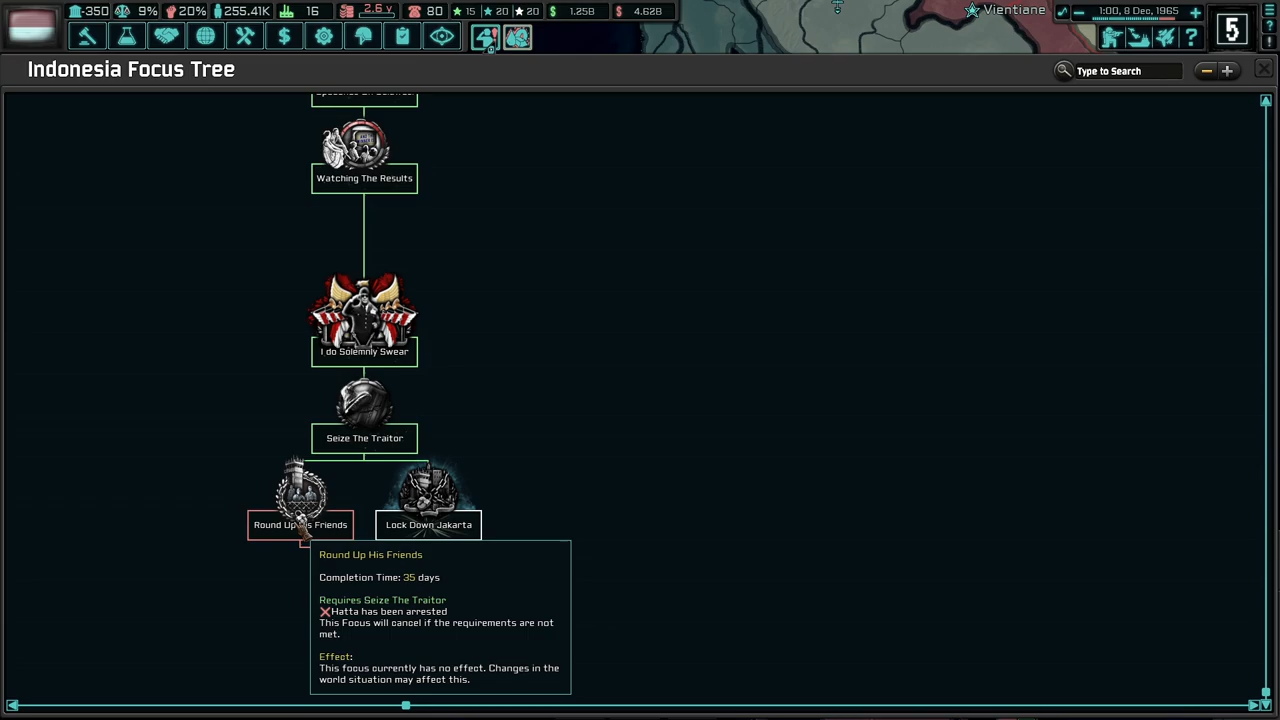 -350 9% 20% 255.41K 16 2.6 80 15 20 20 $ 1.25B $ 4.62B
Vientiane
1:00, 8 Dec, 1965
5
Indonesia Focus Tree
Type to Search
Watching The Results
I do Solemnly Swear
Seize The Traitor
Round Up His Friends
Lock Down Jakarta
Round Up His Friends
Completion Time: 35 days
Requires Seize The Traitor
Hatta has been arrested
This Focus will cancel if the requirements are not
met.
Effect:
This focus currently has no effect. Changes in the
world situation may affect this.